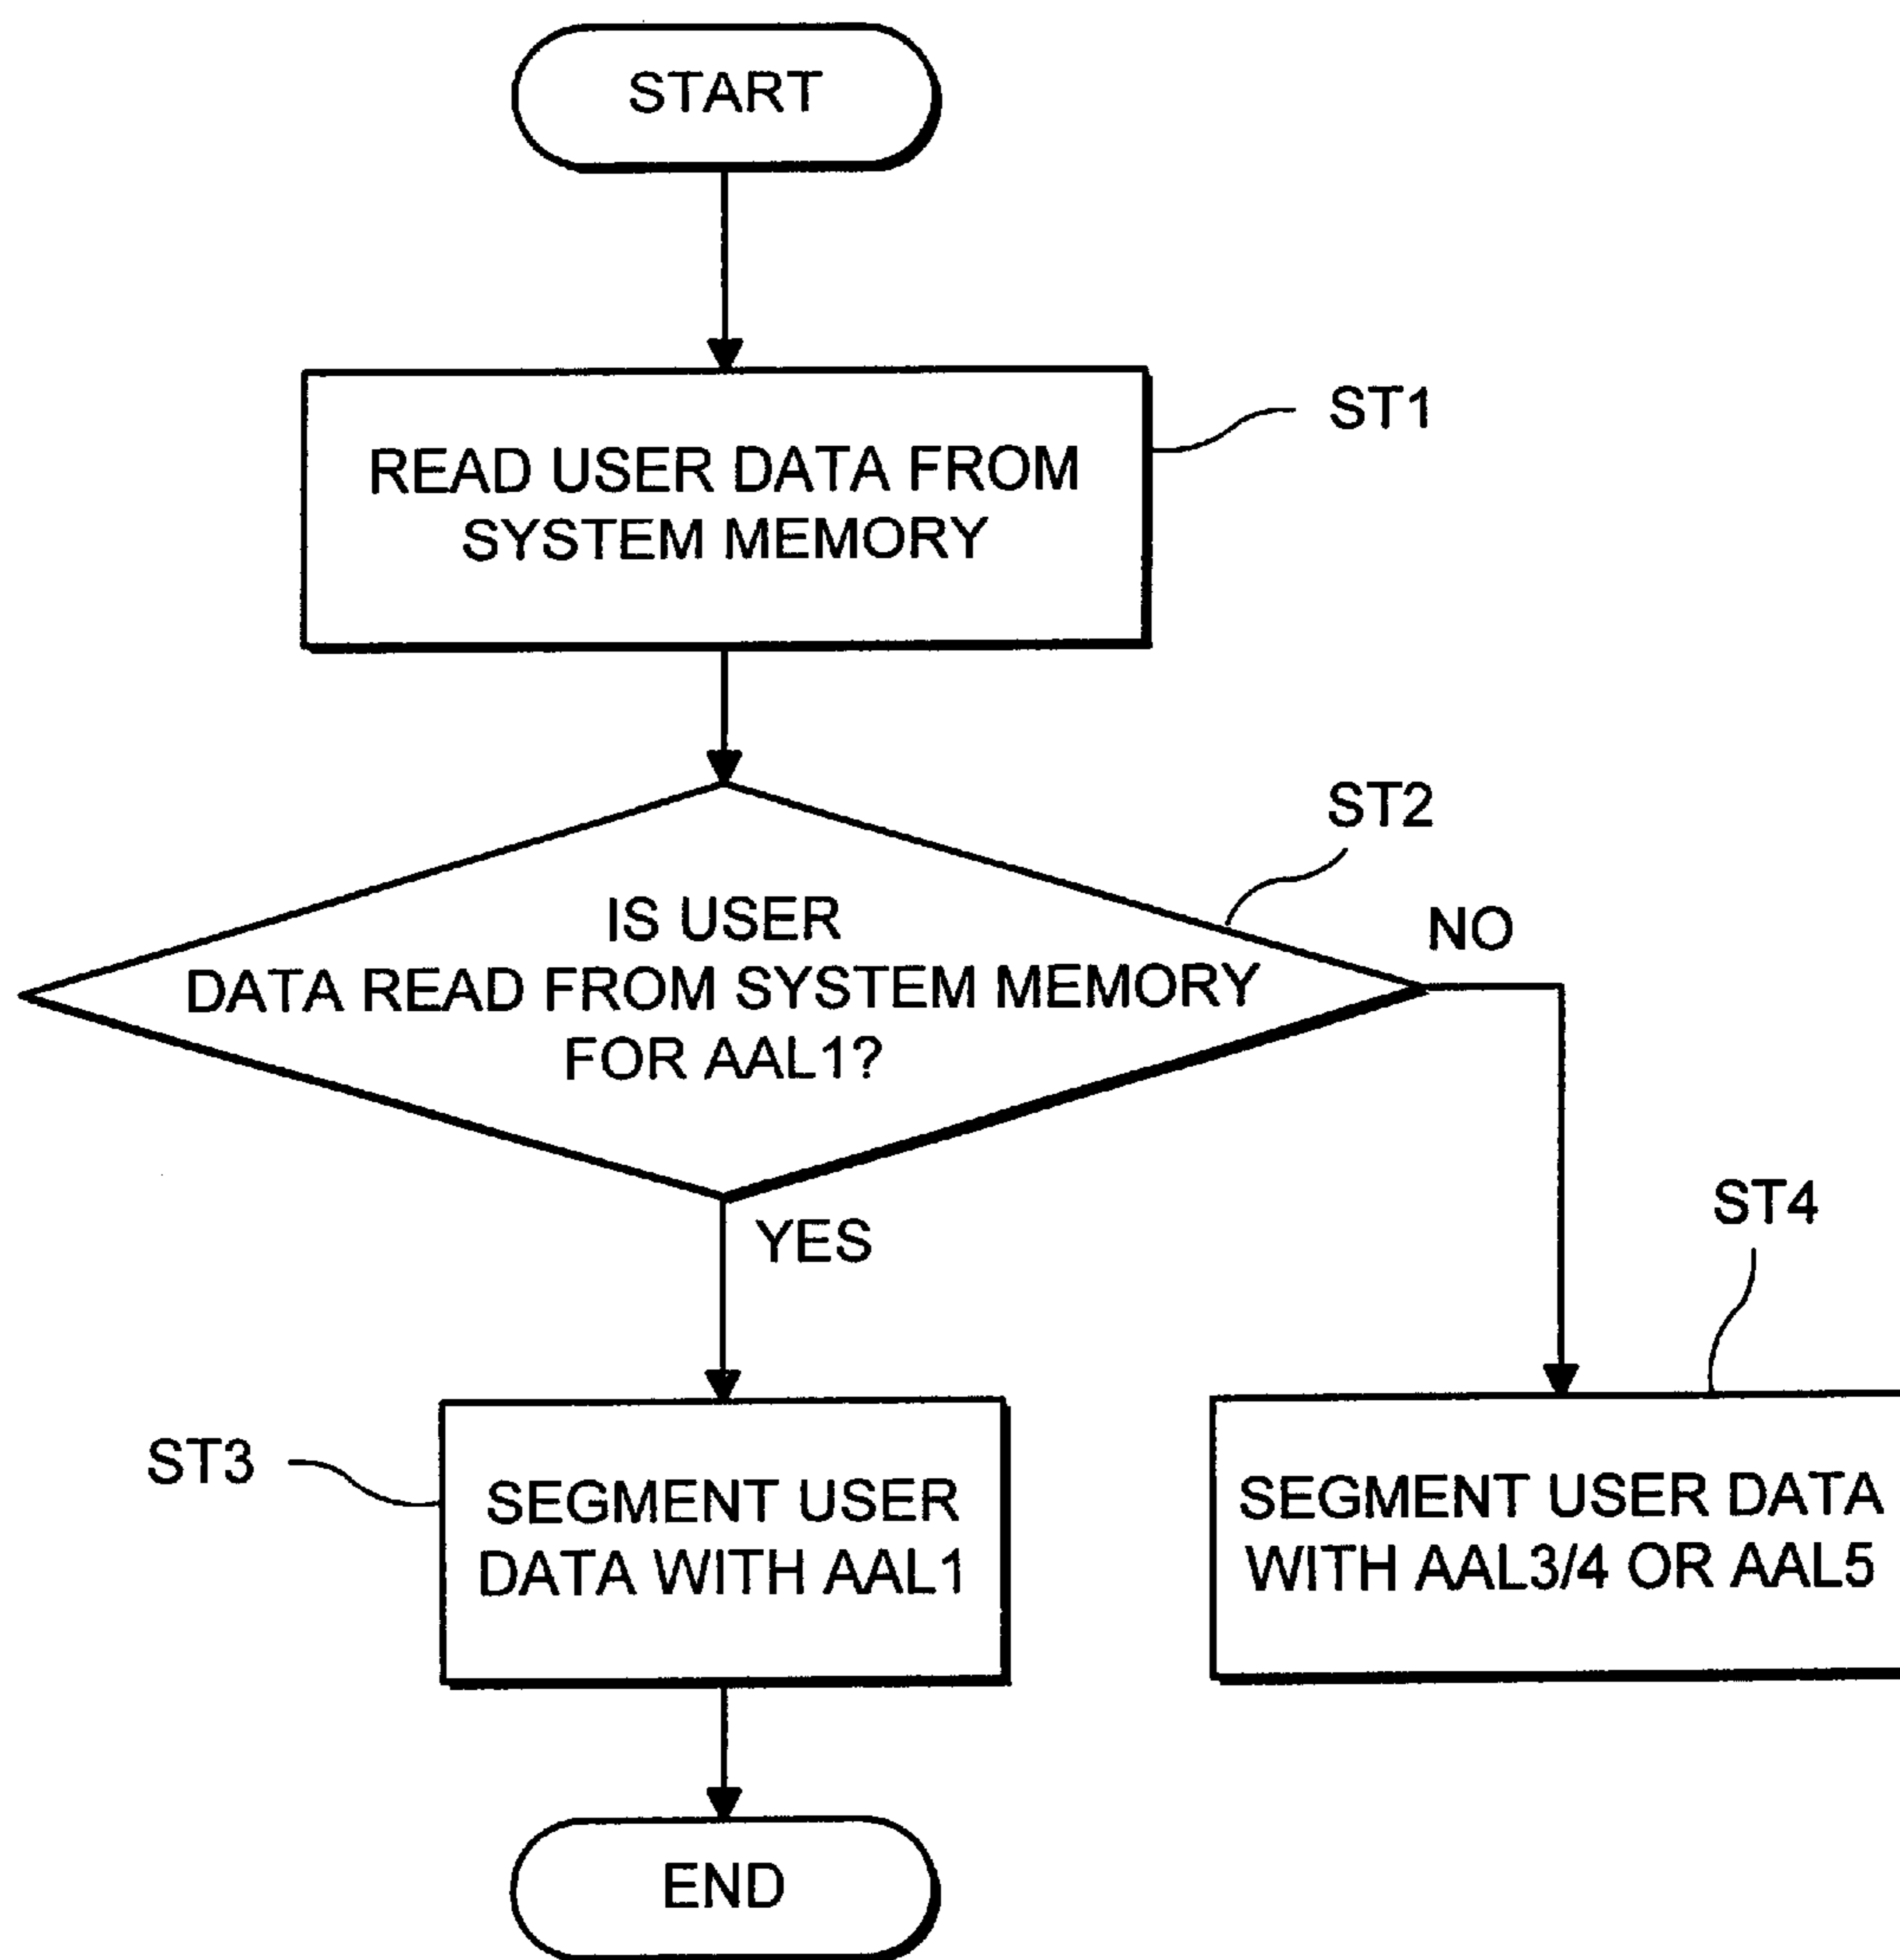 START
READ USER DATA FROM
SYSTEM MEMORY
ST1
IS USER
DATA READ FROM SYSTEM MEMORY
FOR AAL1?
ST2
NO
YES
ST3
SEGMENT USER
DATA WITH AAL1
ST4
SEGMENT USER DATA
WITH AAL3/4 OR AAL5
END